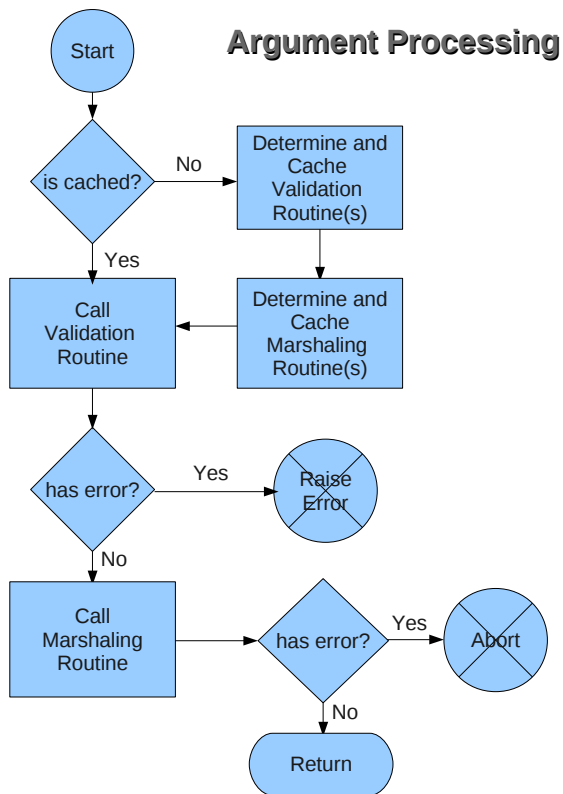 Argument Processing
Start
is cached?
No
Determine and
Cache
Validation
Routine(s)
Yes
Call
Validation
Routine
Determine and
Cache
Marshaling
Routine(s)
has error?
Yes
Raise
Error
No
Call
Marshaling
Routine
has error?
Yes
Abort
No
Return